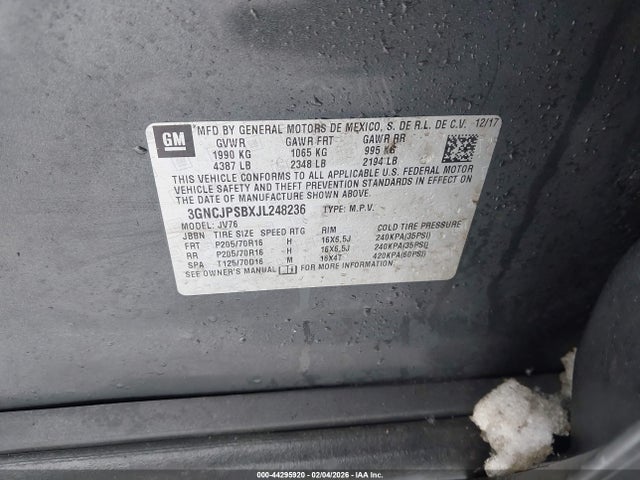 GM
MFD BY GENERAL MOTORS DE MEXICO, S. DE R.L. DE C.V. 12/17
GVWR GAWR FRT GAWR RR
1990 KG 1065 KG 995 KG
4387 LB 2348 LB 2194 LB
THIS VEHICLE CONFORMS TO ALL APPLICABLE U.S. FEDERAL MOTOR
VEHICLE SAFETY AND THEFT PREVENTION STANDARDS IN EFFECT ON
THE DATE OF MANUFACTURE SHOWN ABOVE.
3GNCJPSBXJL248236 TYPE: M.P.V.
MODEL: JV76
JBBN TIRE SIZE SPEED RTG RIM COLD TIRE PRESSURE
FRT P205/70R16 H 16X6.5J 240KPA(35PSI)
RR P205/70R16 H 16X6.5J 240KPA(35PSI)
SPA T125/70D16 M 16X4T 420KPA(60PSI)
SEE OWNER'S MANUAL FOR MORE INFORMATION.
000-44295920 - 02/04/2026 - IAAI.CA